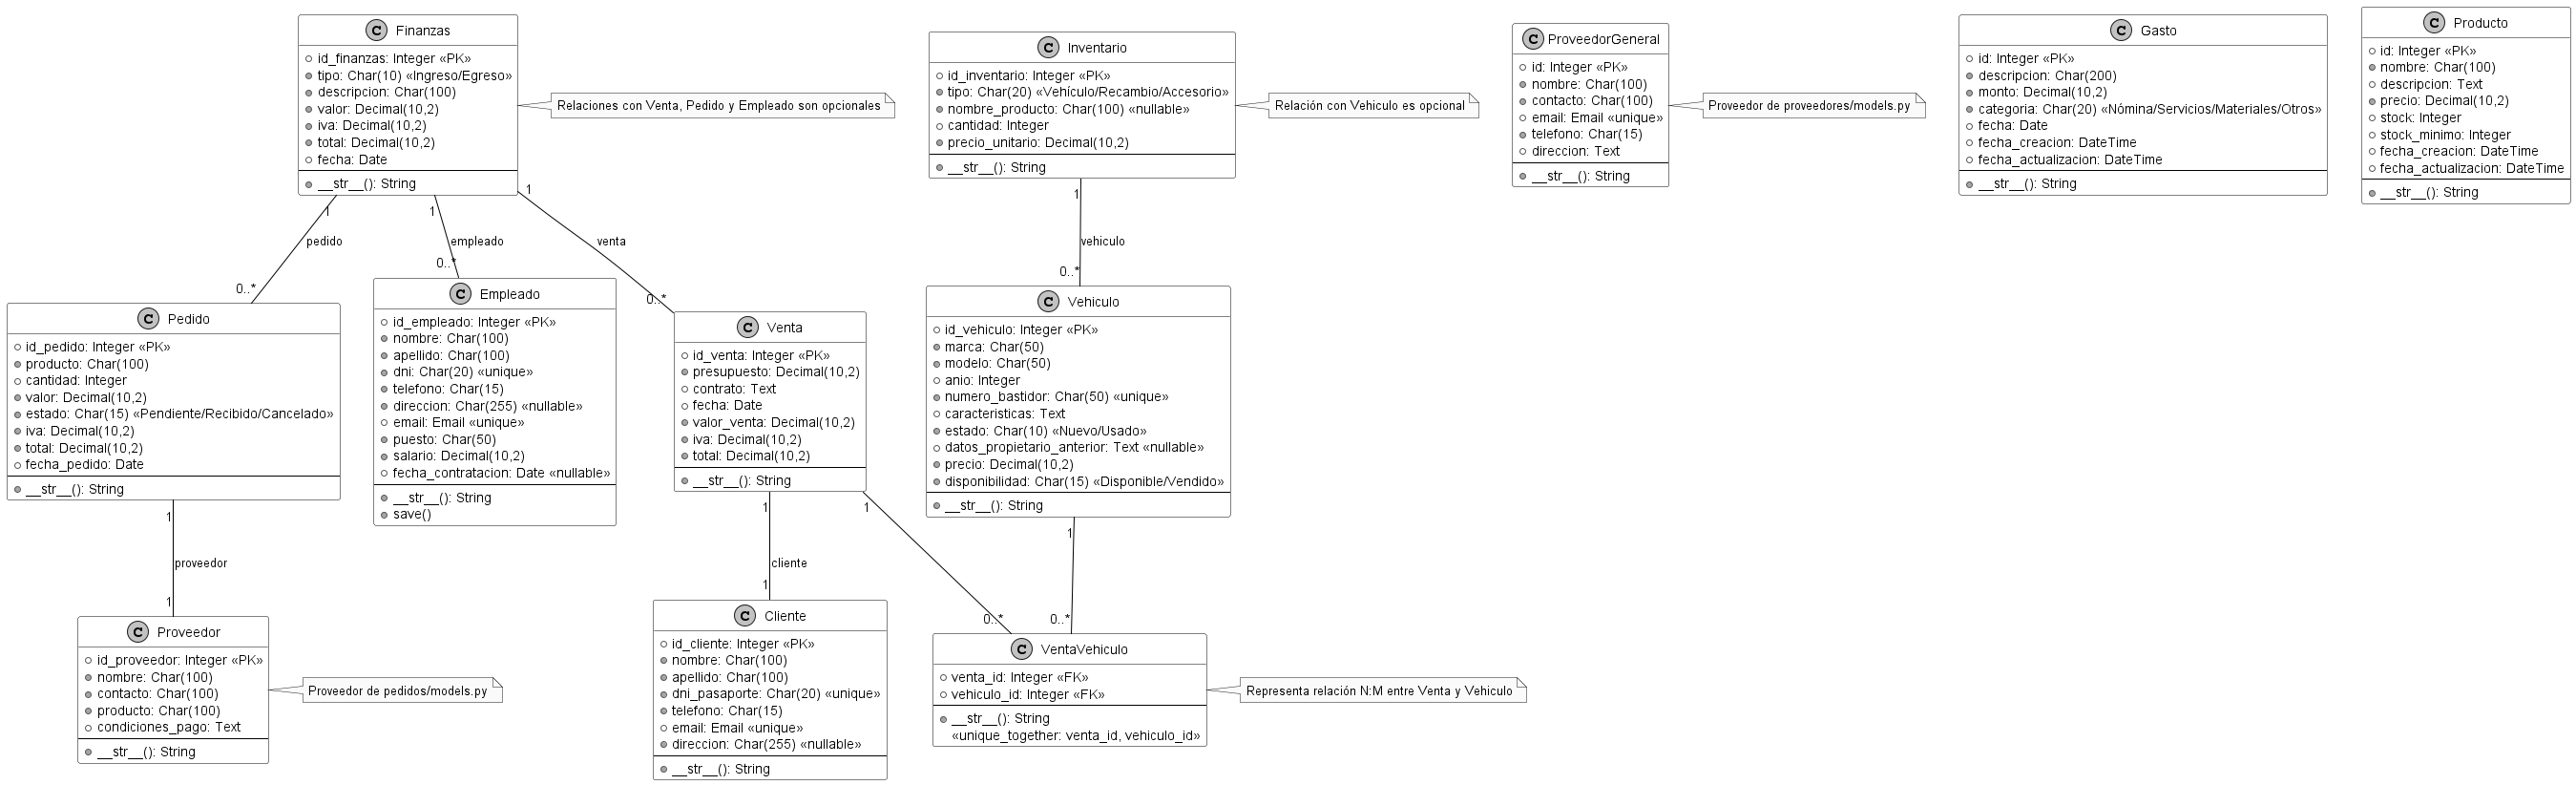 C Finanzas
id_finanzas: Integer «PK»
tipo: Char(10) «Ingreso/Egreso»
descripcion: Char(100)
valor: Decimal(10,2)
iva: Decimal(10,2)
total: Decimal(10,2)
fecha: Date
__str__(): String
Relaciones con Venta, Pedido y Empleado son opcionales
C Inventario
id_inventario: Integer «PK»
tipo: Char(20) «Vehículo/Recambio/Accesorio»
nombre_producto: Char(100) «nullable»
cantidad: Integer
precio_unitario: Decimal(10,2)
__str__(): String
Relación con Vehiculo es opcional
C ProveedorGeneral
id: Integer «PK»
nombre: Char(100)
contacto: Char(100)
email: Email «unique»
telefono: Char(15)
direccion: Text
__str__(): String
Proveedor de proveedores/models.py
C Gasto
id: Integer «PK»
descripcion: Char(200)
monto: Decimal(10,2)
categoria: Char(20) «Nómina/Servicios/Materiales/Otros»
fecha: Date
fecha_creacion: DateTime
fecha_actualizacion: DateTime
__str__(): String
C Producto
id: Integer «PK»
nombre: Char(100)
descripcion: Text
precio: Decimal(10,2)
stock: Integer
stock_minimo: Integer
fecha_creacion: DateTime
fecha_actualizacion: DateTime
__str__(): String
1
pedido
0..*
1
empleado
0..*
1
venta
0..*
1
vehiculo
0..*
C Pedido
id_pedido: Integer «PK»
producto: Char(100)
cantidad: Integer
valor: Decimal(10,2)
estado: Char(15) «Pendiente/Recibido/Cancelado»
iva: Decimal(10,2)
total: Decimal(10,2)
fecha_pedido: Date
__str__(): String
C Empleado
id_empleado: Integer «PK»
nombre: Char(100)
apellido: Char(100)
dni: Char(20) «unique»
telefono: Char(15)
direccion: Char(255) «nullable»
email: Email «unique»
puesto: Char(50)
salario: Decimal(10,2)
fecha_contratacion: Date «nullable»
__str__(): String
save()
C Venta
id_venta: Integer «PK»
presupuesto: Decimal(10,2)
contrato: Text
fecha: Date
valor_venta: Decimal(10,2)
iva: Decimal(10,2)
total: Decimal(10,2)
__str__(): String
C Vehiculo
id_vehiculo: Integer «PK»
marca: Char(50)
modelo: Char(50)
anio: Integer
numero_bastidor: Char(50) «unique»
caracteristicas: Text
estado: Char(10) «Nuevo/Usado»
datos_propietario_anterior: Text «nullable»
precio: Decimal(10,2)
disponibilidad: Char(15) «Disponible/Vendido»
__str__(): String
1
proveedor
1
1
cliente
1
1
0..*
1
0..*
C Proveedor
id_proveedor: Integer «PK»
nombre: Char(100)
contacto: Char(100)
producto: Char(100)
condiciones_pago: Text
__str__(): String
Proveedor de pedidos/models.py
C Cliente
id_cliente: Integer «PK»
nombre: Char(100)
apellido: Char(100)
dni_pasaporte: Char(20) «unique»
telefono: Char(15)
email: Email «unique»
direccion: Char(255) «nullable»
__str__(): String
C VentaVehiculo
venta_id: Integer «FK»
vehiculo_id: Integer «FK»
__str__(): String
«unique_together: venta_id, vehiculo_id»
Representa relación N:M entre Venta y Vehiculo